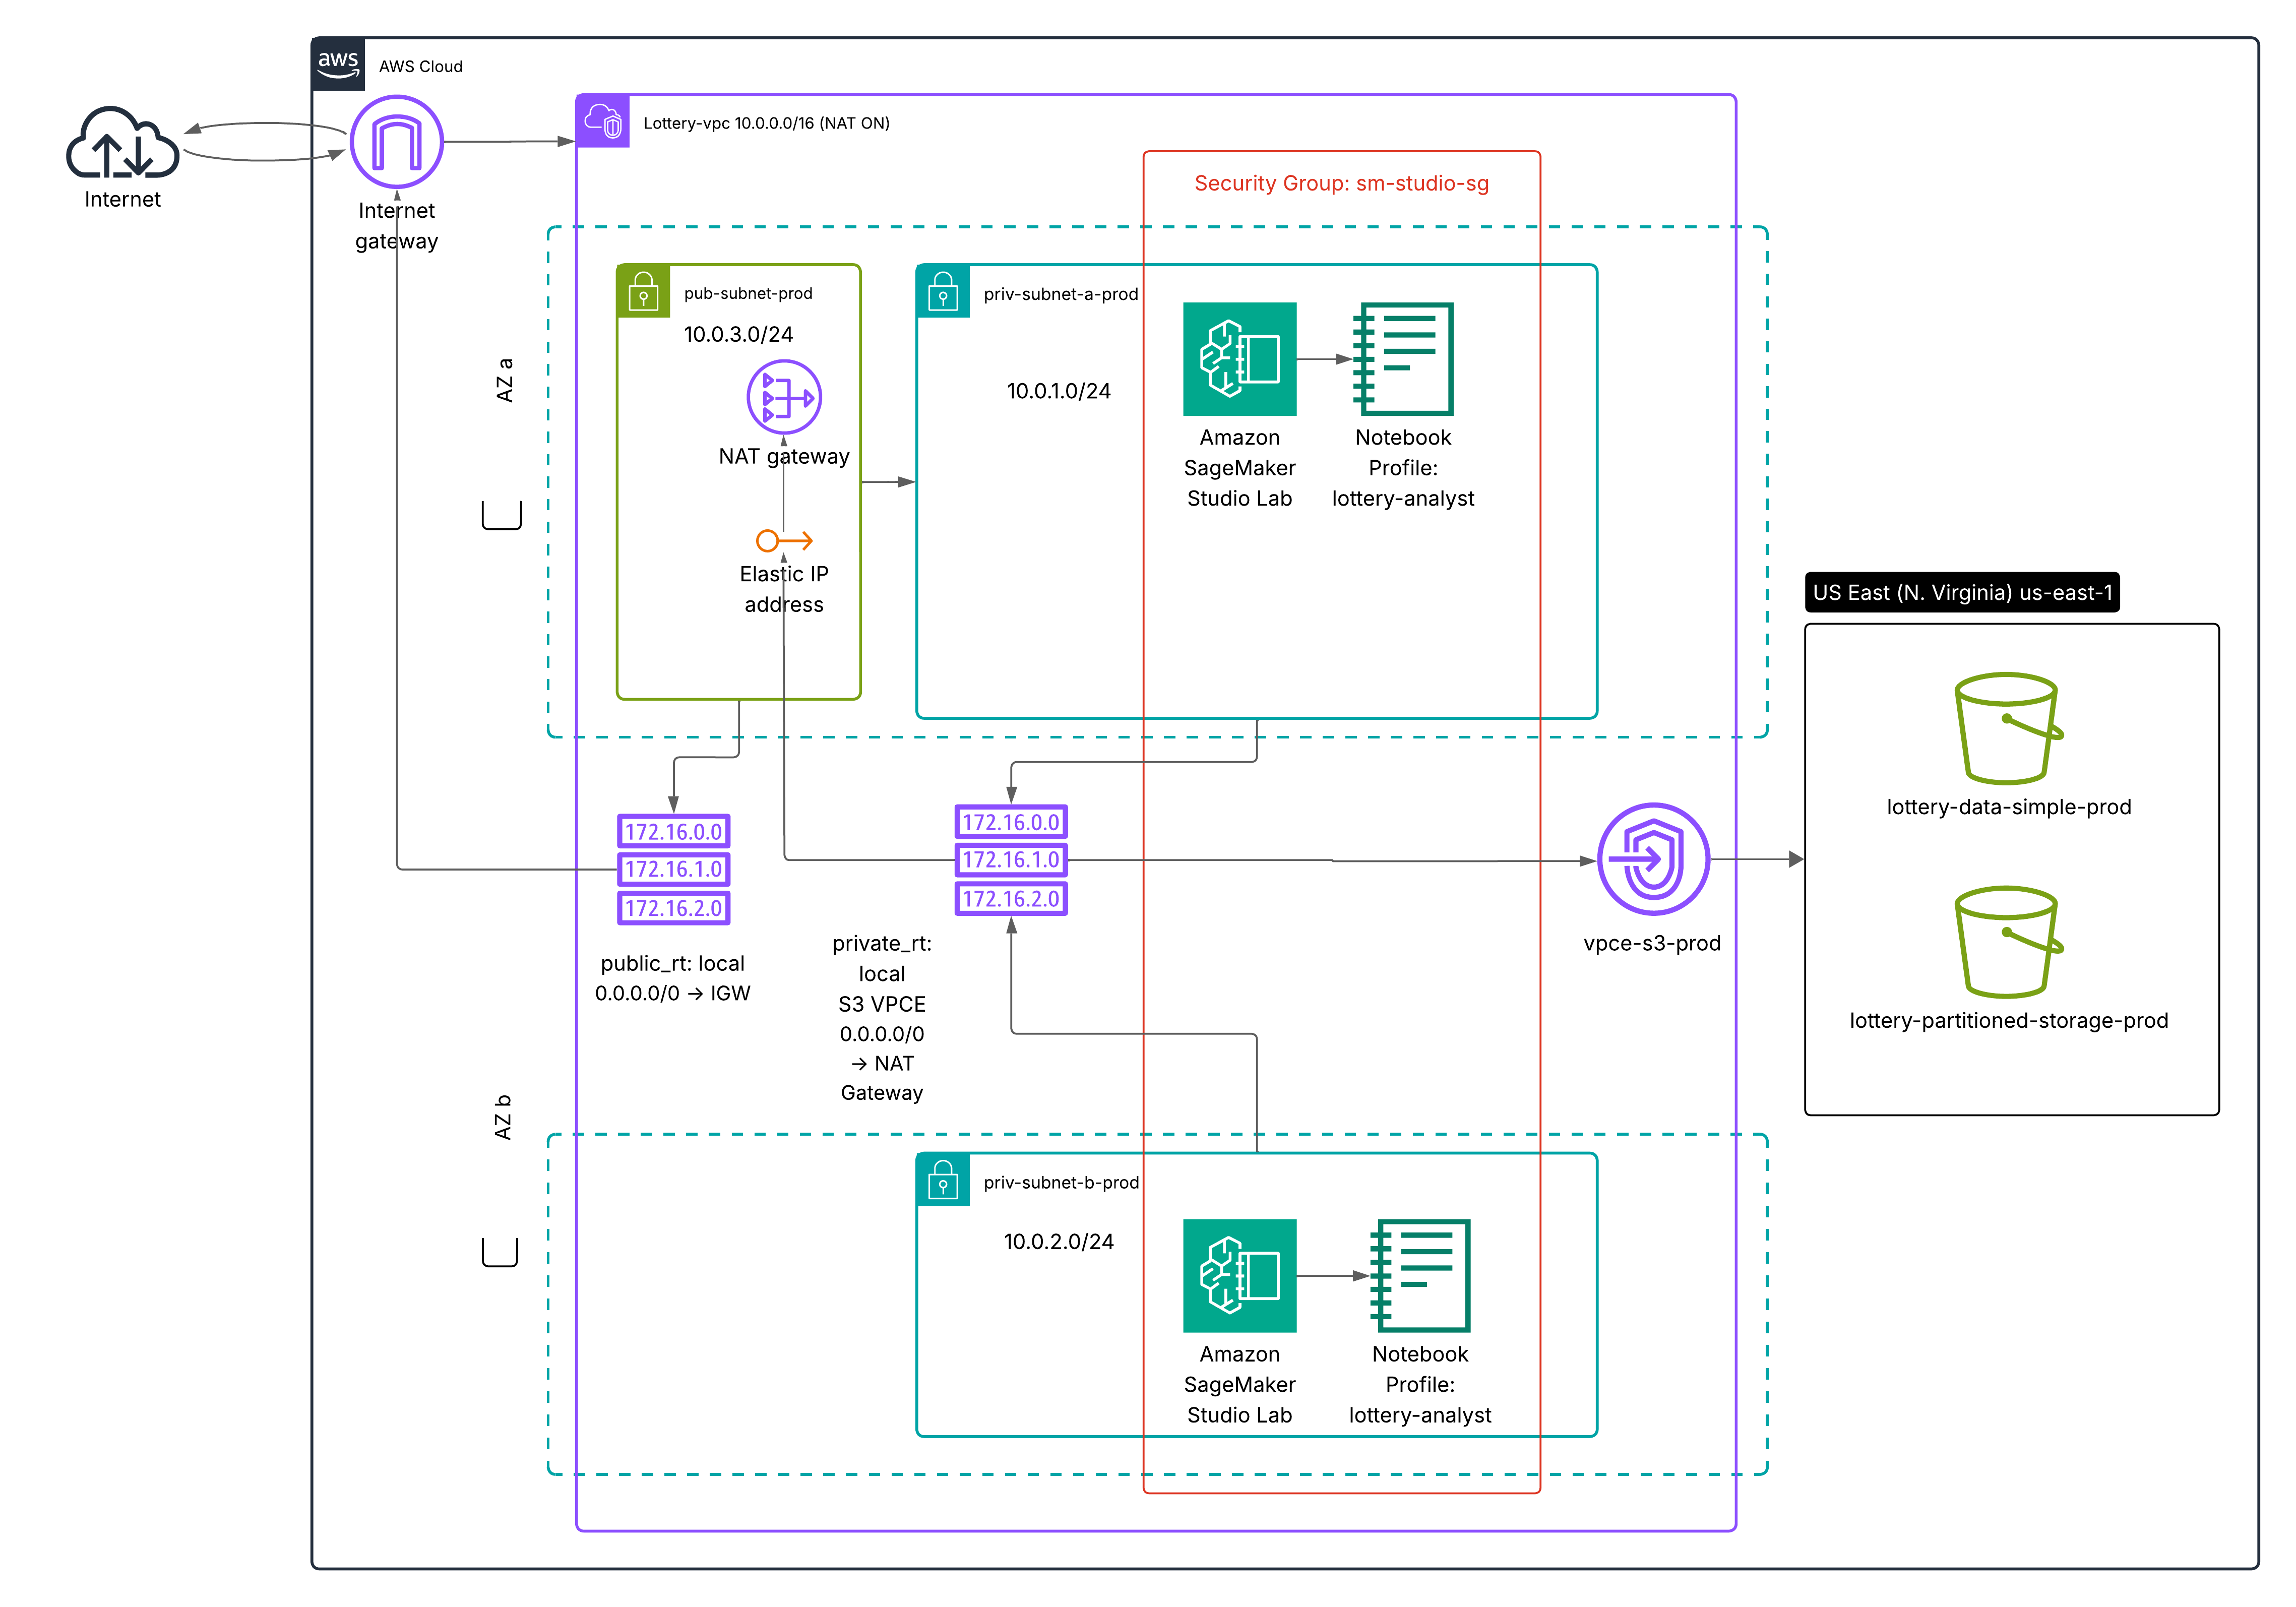 aws
AWS Cloud
Internet
Internet
gateway
Lottery-vpc 10.0.0.0/16 (NAT ON)
Security Group: sm-studio-sg
AZ a
pub-subnet-prod
10.0.3.0/24
NAT gateway
Elastic IP
address
priv-subnet-a-prod
10.0.1.0/24
Amazon
SageMaker
Studio Lab
Notebook
Profile:
lottery-analyst
172.16.0.0
172.16.1.0
172.16.2.0
public_rt: local
0.0.0.0/0 → IGW
172.16.0.0
172.16.1.0
172.16.2.0
private_rt:
local
S3 VPCE
0.0.0.0/0
→ NAT
Gateway
vpce-s3-prod
US East (N. Virginia) us-east-1
lottery-data-simple-prod
lottery-partitioned-storage-prod
AZ b
priv-subnet-b-prod
10.0.2.0/24
Amazon
SageMaker
Studio Lab
Notebook
Profile:
lottery-analyst